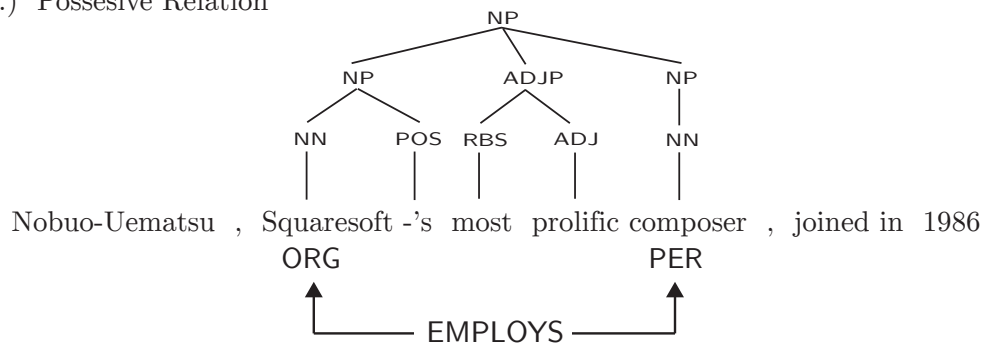 .) Possesive Relation
NP
NP ADJP NP
NN POS RBS ADJ NN
Nobuo-Uematsu , Squaresoft -'s most prolific composer , joined in 1986
ORG PER
EMPLOYS